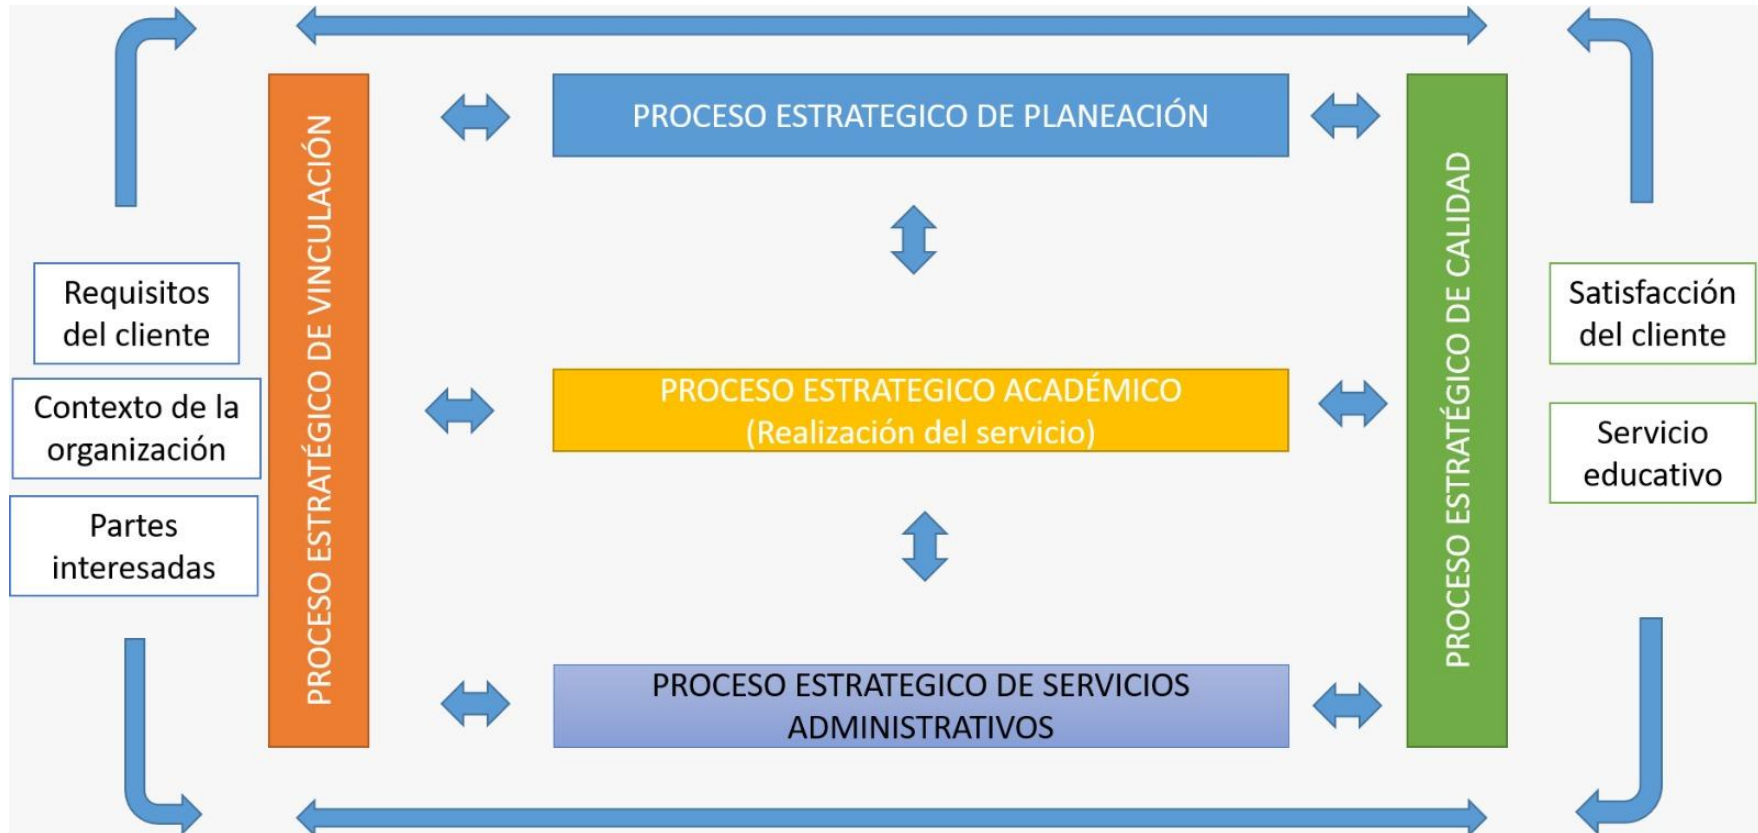 Requisitos
del cliente
Contexto de la
organización
Partes
interesadas
PROCESO ESTRATÉGICO DE VINCULACIÓN
PROCESO ESTRATEGICO DE PLANEACIÓN
PROCESO ESTRATEGICO ACADÉMICO
(Realización del servicio)
PROCESO ESTRATEGICO DE SERVICIOS
ADMINISTRATIVOS
PROCESO ESTRATÉGICO DE CALIDAD
Satisfacción
del cliente
Servicio
educativo